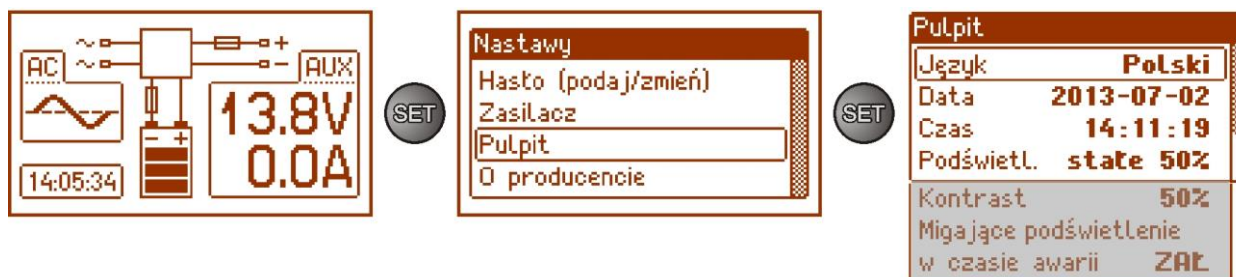 AC
AUX
13.8V
0.0A
14:05:34
SET
Nastawy
Hasło (podaj/zmień)
Zasilacz
Pulpit
O producencie
SET
Pulpit
Język Polski
Data 2013-07-02
Czas 14:11:19
Podświetl. stałe 50%
Kontrast 50%
Migające podświetlenie
w czasie awarii ZAŁ